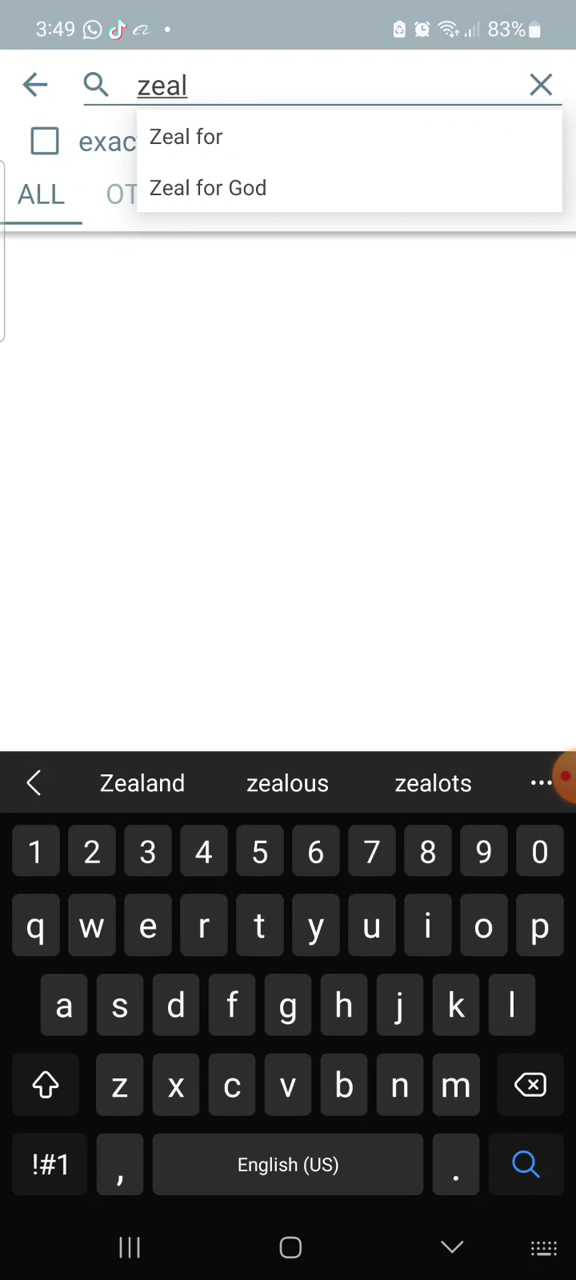 3:49 83%
zeal
exac
Zeal for
ALL OT
Zeal for God
Zealand zealous zealots ...
1 2 3 4 5 6 7 8 9 0
q w e r t y u i o p
a s d f g h j k l
z x c v b n m
!#1 , English (US) .